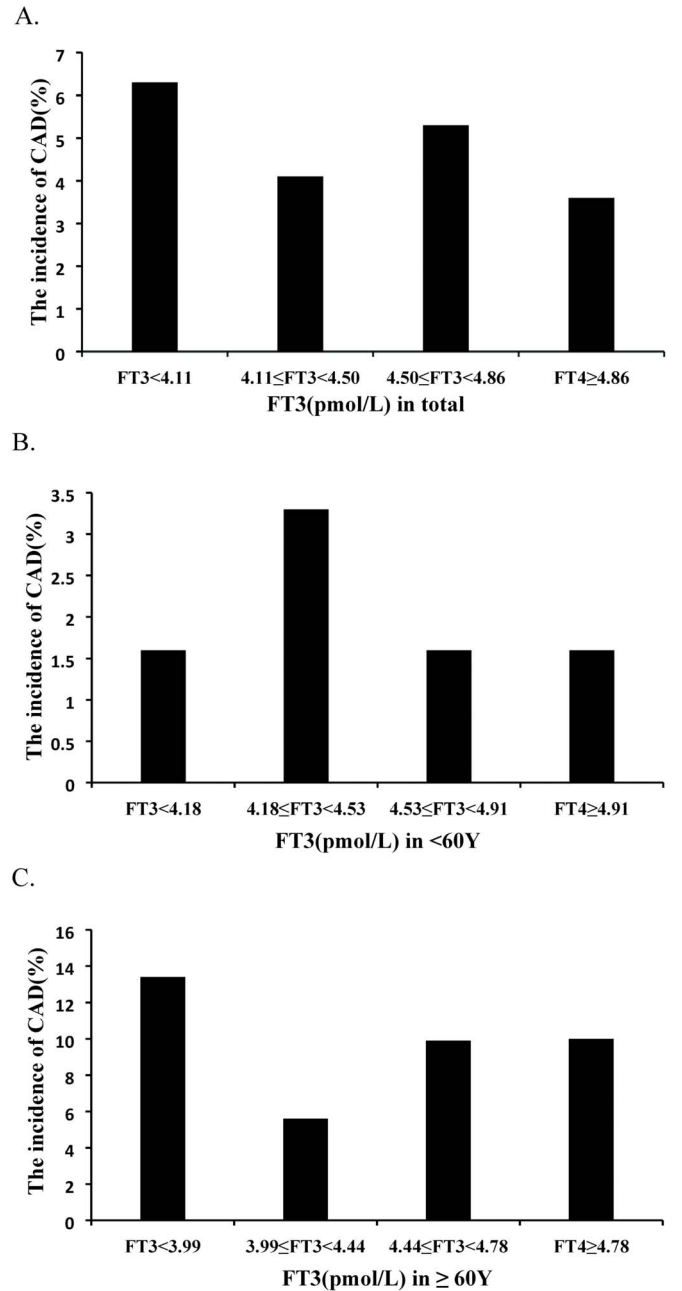 A.
The incidence of CAD(%)
7
6
5
4
3
2
1
0
FT3<4.11 4.11≤FT3<4.50 4.50≤FT3<4.86 FT4≥4.86
FT3(pmol/L) in total
B.
The incidence of CAD(%)
3.5
3
2.5
2
1.5
1
0.5
0
FT3<4.18 4.18≤FT3<4.53 4.53≤FT3<4.91 FT4≥4.91
FT3(pmol/L) in <60Y
C.
The incidence of CAD(%)
16
14
12
10
8
6
4
2
0
FT3<3.99 3.99≤FT3<4.44 4.44≤FT3<4.78 FT4≥4.78
FT3(pmol/L) in ≥ 60Y